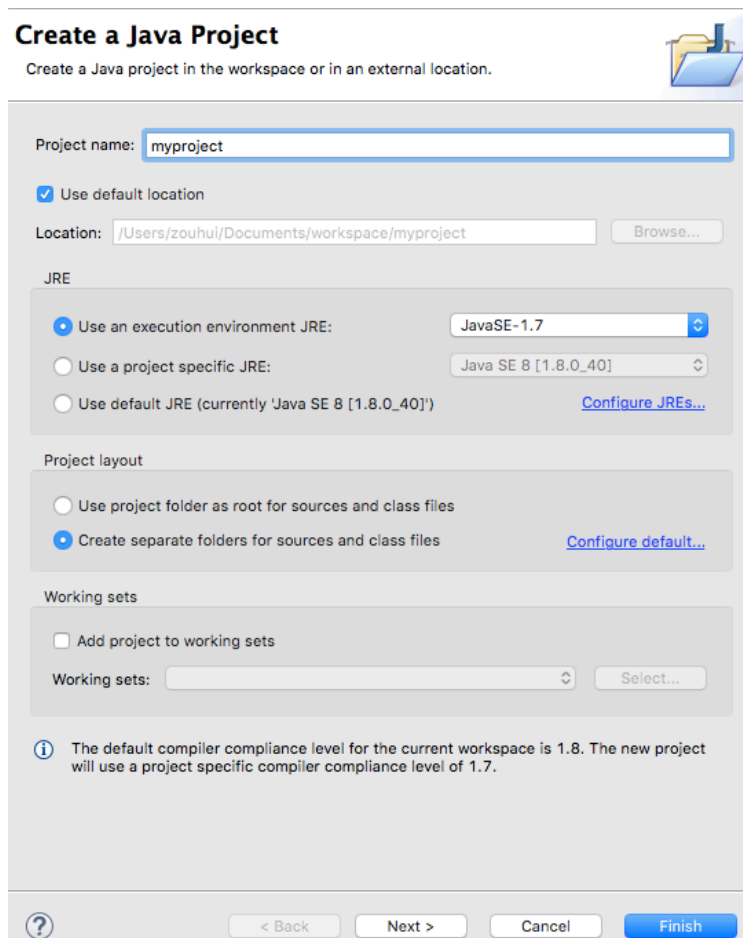 Create a Java Project
Create a Java project in the workspace or in an external location.
Project name: myproject
Use default location
Location: /Users/zouhui/Documents/workspace/myproject Browse...
JRE
Use an execution environment JRE: JavaSE-1.7
Use a project specific JRE: Java SE 8 [1.8.0_40]
Use default JRE (currently 'Java SE 8 [1.8.0_40]') Configure JREs...
Project layout
Use project folder as root for sources and class files
Create separate folders for sources and class files Configure default...
Working sets
Add project to working sets
Working sets: Select...
The default compiler compliance level for the current workspace is 1.8. The new project
will use a project specific compiler compliance level of 1.7.
? < Back Next > Cancel Finish